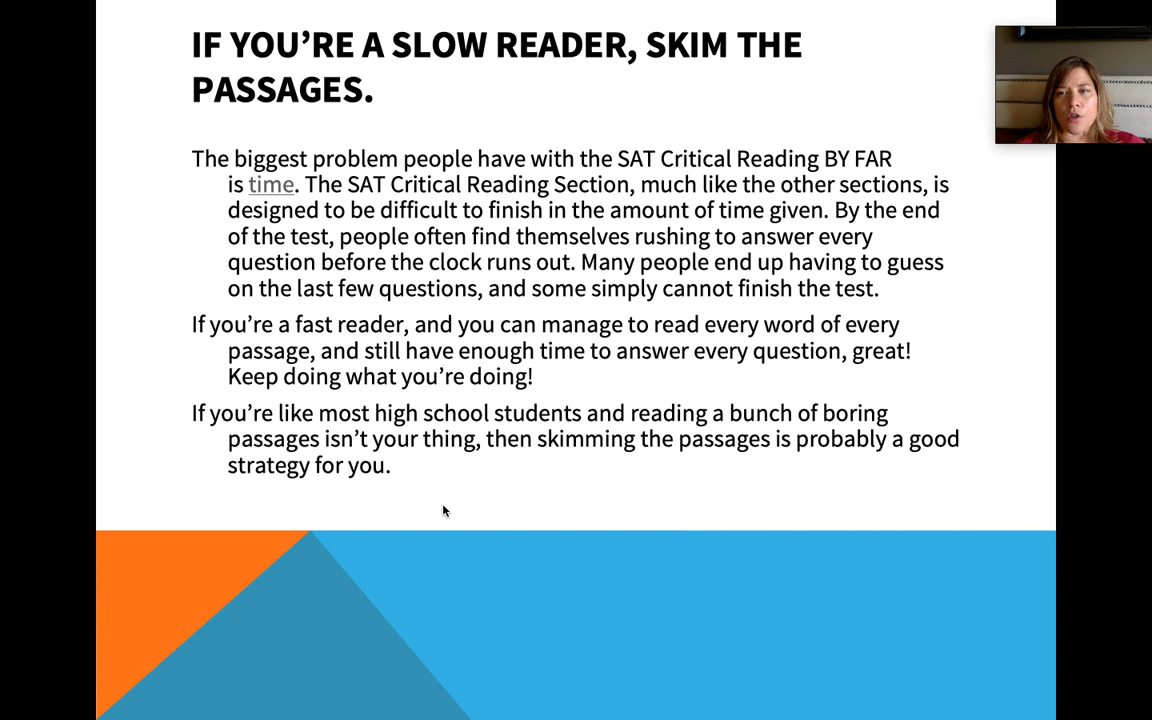 IF YOU’RE A SLOW READER, SKIM THE
PASSAGES.
The biggest problem people have with the SAT Critical Reading BY FAR
is time. The SAT Critical Reading Section, much like the other sections, is
designed to be difficult to finish in the amount of time given. By the end
of the test, people often find themselves rushing to answer every
question before the clock runs out. Many people end up having to guess
on the last few questions, and some simply cannot finish the test.
If you’re a fast reader, and you can manage to read every word of every
passage, and still have enough time to answer every question, great!
Keep doing what you’re doing!
If you’re like most high school students and reading a bunch of boring
passages isn’t your thing, then skimming the passages is probably a good
strategy for you.